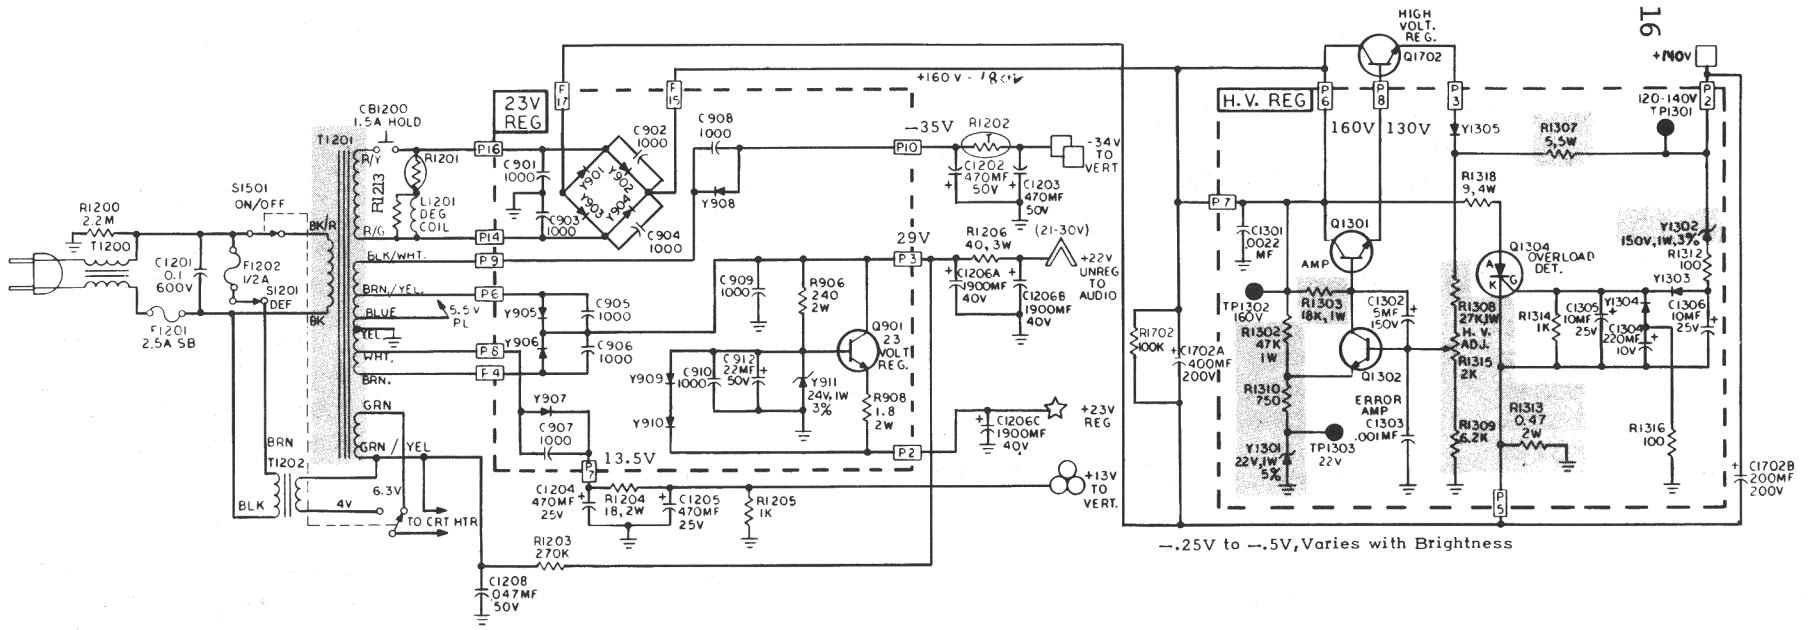 16
HIGH
VOLT.
REG.
Q1702
+140V
+160V - 180V
F
17
F
15
P
6
P
8
P
3
P
2
23V
REG
H.V. REG
160V
130V
120-140V
TP1301
CB1200
1.5A HOLD
T1201
R/Y
R1201
R1213
L1201
DEG
COIL
R/G
P16
P14
C901
1000
C903
1000
C902
1000
C904
1000
Y901
Y902
Y903
Y904
C908
1000
Y908
-35V
P10
R1202
T
C1202
470MF
50V
C1203
470MF
50V
-34V
TO
VERT
S1501
ON/OFF
R1200
2.2M
T1200
C1201
0.1
600V
F1202
1/2A
S1201
DEF
F1201
2.5A SB
BK/R
BK
BLK/WHT.
P9
BRN/YEL.
P6
BLUE
5.5V
PL
YEL
WHT.
P8
BRN.
P4
Y905
Y906
C905
1000
C906
1000
C909
1000
R906
240
2W
29V
P3
R1206
40,3W
(21-30V)
C1206A
1900MF
40V
C1206B
1900MF
40V
+22V
UNREG
TO
AUDIO
Q901
23
VOLT
REG.
Y909
Y910
C910
1000
C912
22MF
50V
Y911
24V,1W
3%
R908
1.8
2W
Y907
C907
1000
P2
C1206C
1900MF
40V
+23V
REG
P
7
13.5V
C1204
470MF
25V
R1204
18,2W
C1205
470MF
25V
R1205
1K
+13V
TO
VERT.
GRN
GRN/YEL
BRN
T1202
BLK
4V
6.3V
TO CRT HTR
R1203
270K
C1208
.047MF
50V
R1702
100K
C1702A
400MF
200V
P7
C1301
.0022
MF
Q1301
AMP
TP1302
160V
R1303
18K,1W
R1302
47K
1W
R1310
750
Y1301
22V,1W
5%
TP1303
22V
C1302
5MF
150V
Q1302
ERROR
AMP
C1303
.001MF
Y1305
R1307
5,5W
R1318
9,4W
R1308
27K,1W
H.V.
ADJ.
R1315
2K
R1309
6.2K
Q1304
OVERLOAD
DET.
A
G
K
Y1302
150V,1W,3%
R1312
100
Y1303
R1314
1K
C1305
10MF
25V
Y1304
C1304
220MF
10V
C1306
10MF
25V
R1313
0.47
2W
R1316
100
C1702B
200MF
200V
P
5
-.25V to -.5V, Varies with Brightness